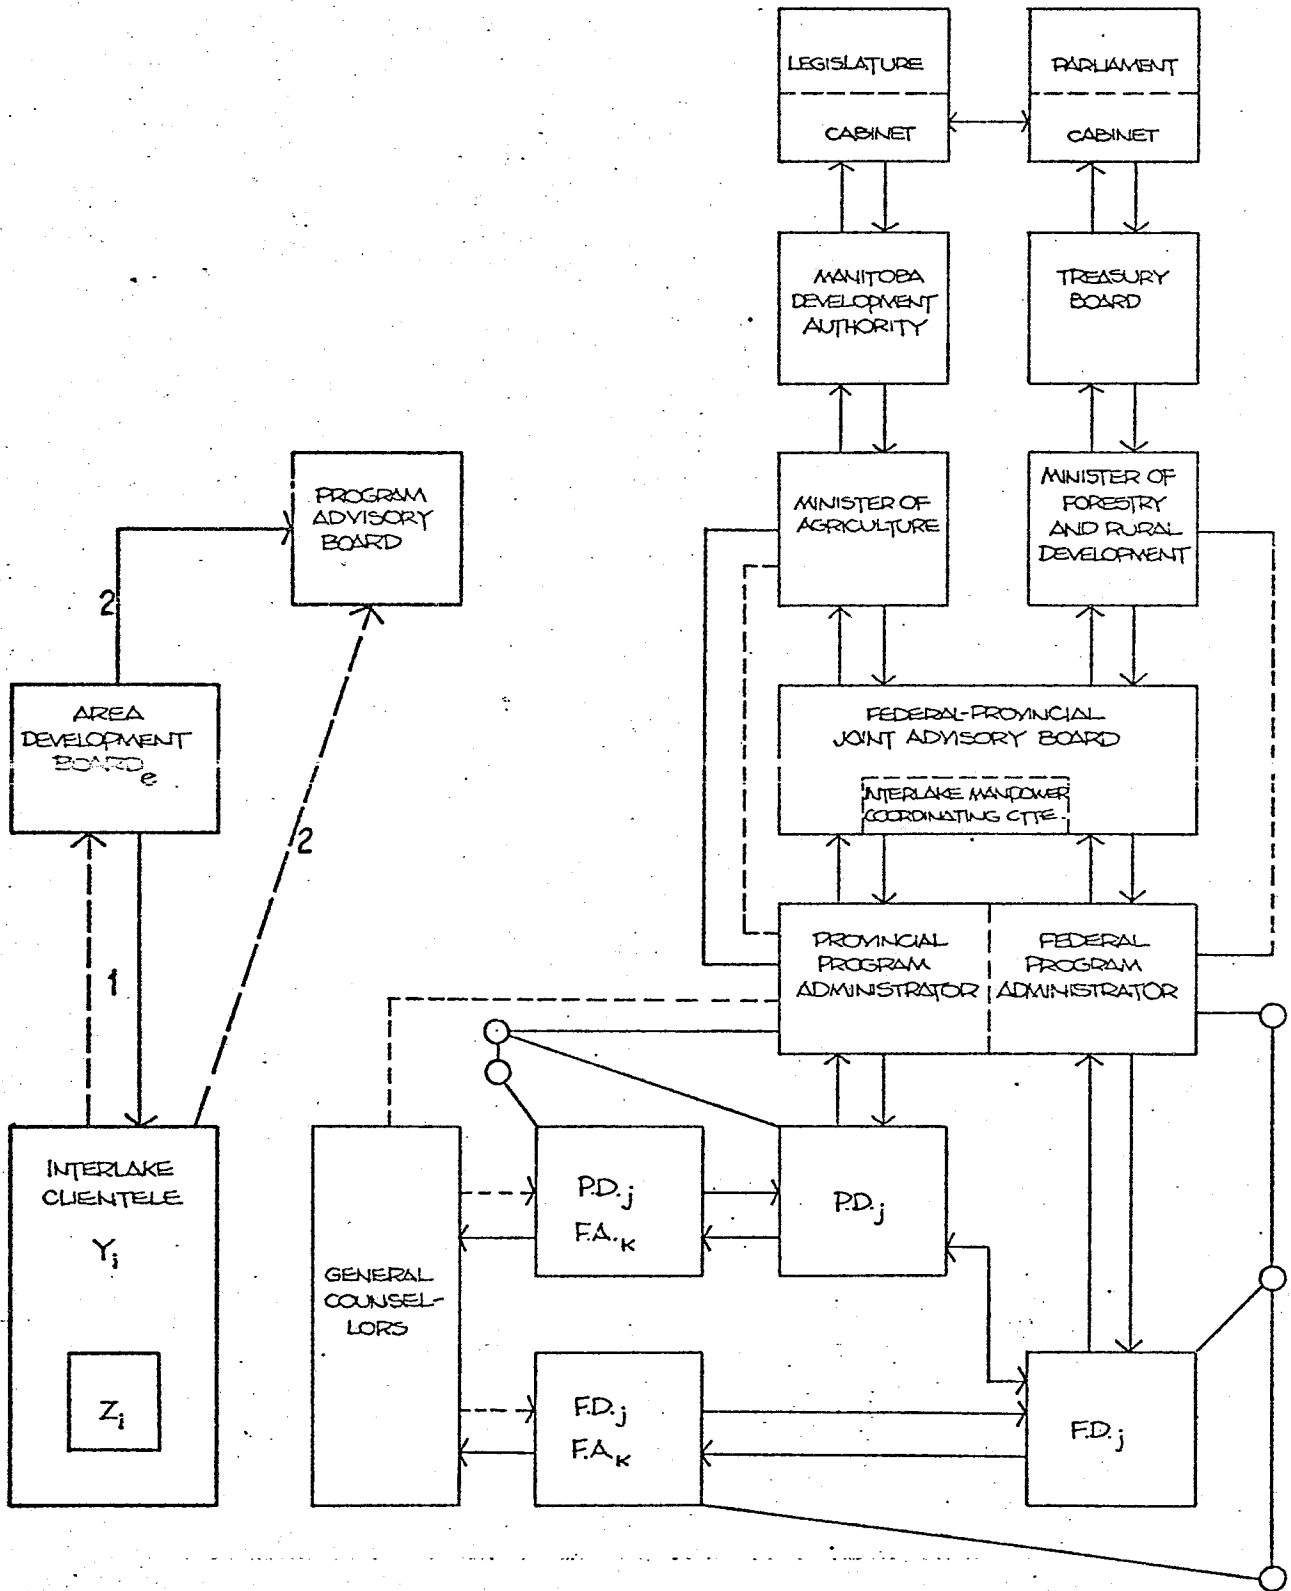 LEGISLATURE
CABINET
PARLIAMENT
CABINET
MANITOBA
DEVELOPMENT
AUTHORITY
TREASURY
BOARD
PROGRAM
ADVISORY
BOARD
MINISTER OF
AGRICULTURE
MINISTER OF
FORESTRY
AND RURAL
DEVELOPMENT
2
AREA
DEVELOPMENT
BOARD e
FEDERAL-PROVINCIAL
JOINT ADVISORY BOARD
INTERLAKE MANPOWER
COORDINATING CTTE.
2
1
PROVINCIAL
PROGRAM
ADMINISTRATOR
FEDERAL
PROGRAM
ADMINISTRATOR
INTERLAKE
CLIENTELE
Yi
Zi
GENERAL
COUNSEL-
LORS
P.D.j
F.A.K
P.D.j
F.D.j
F.A.K
F.D.j